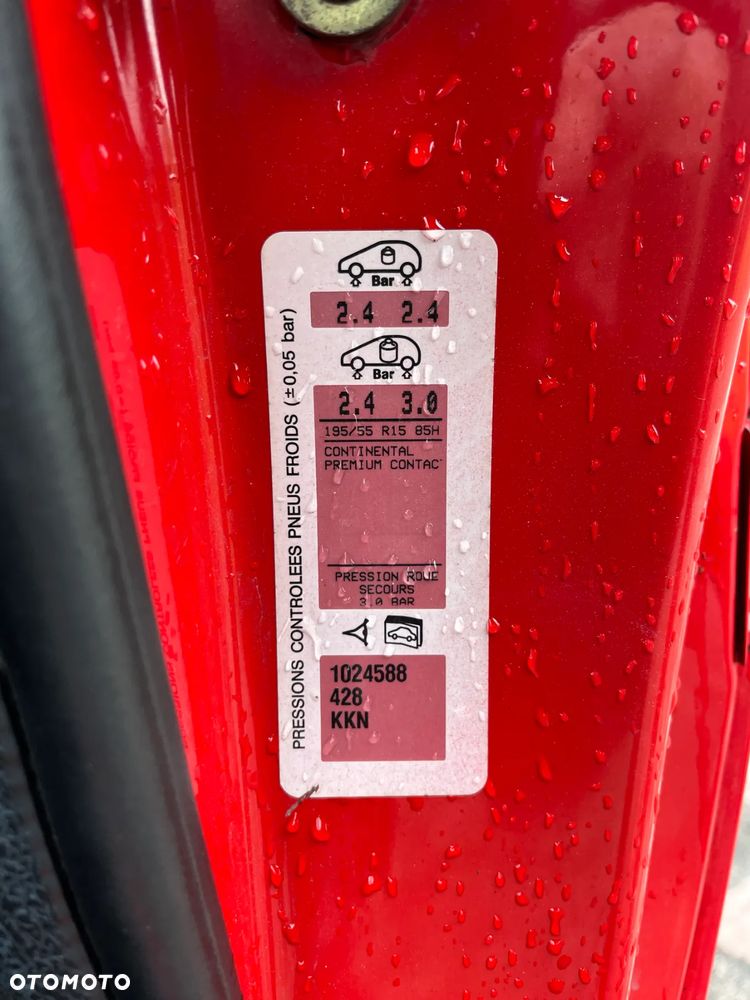 PRESSIONS CONTROLEES PNEUS FROIDS (±0,05 bar)
Bar
2.4 2.4
Bar
2.4 3.0
195/55 R15 85H
CONTINENTAL
PREMIUM CONTAC
PRESSION ROUE
SECOURS
3.0 BAR
1024588
428
KKN
OTOMOTO